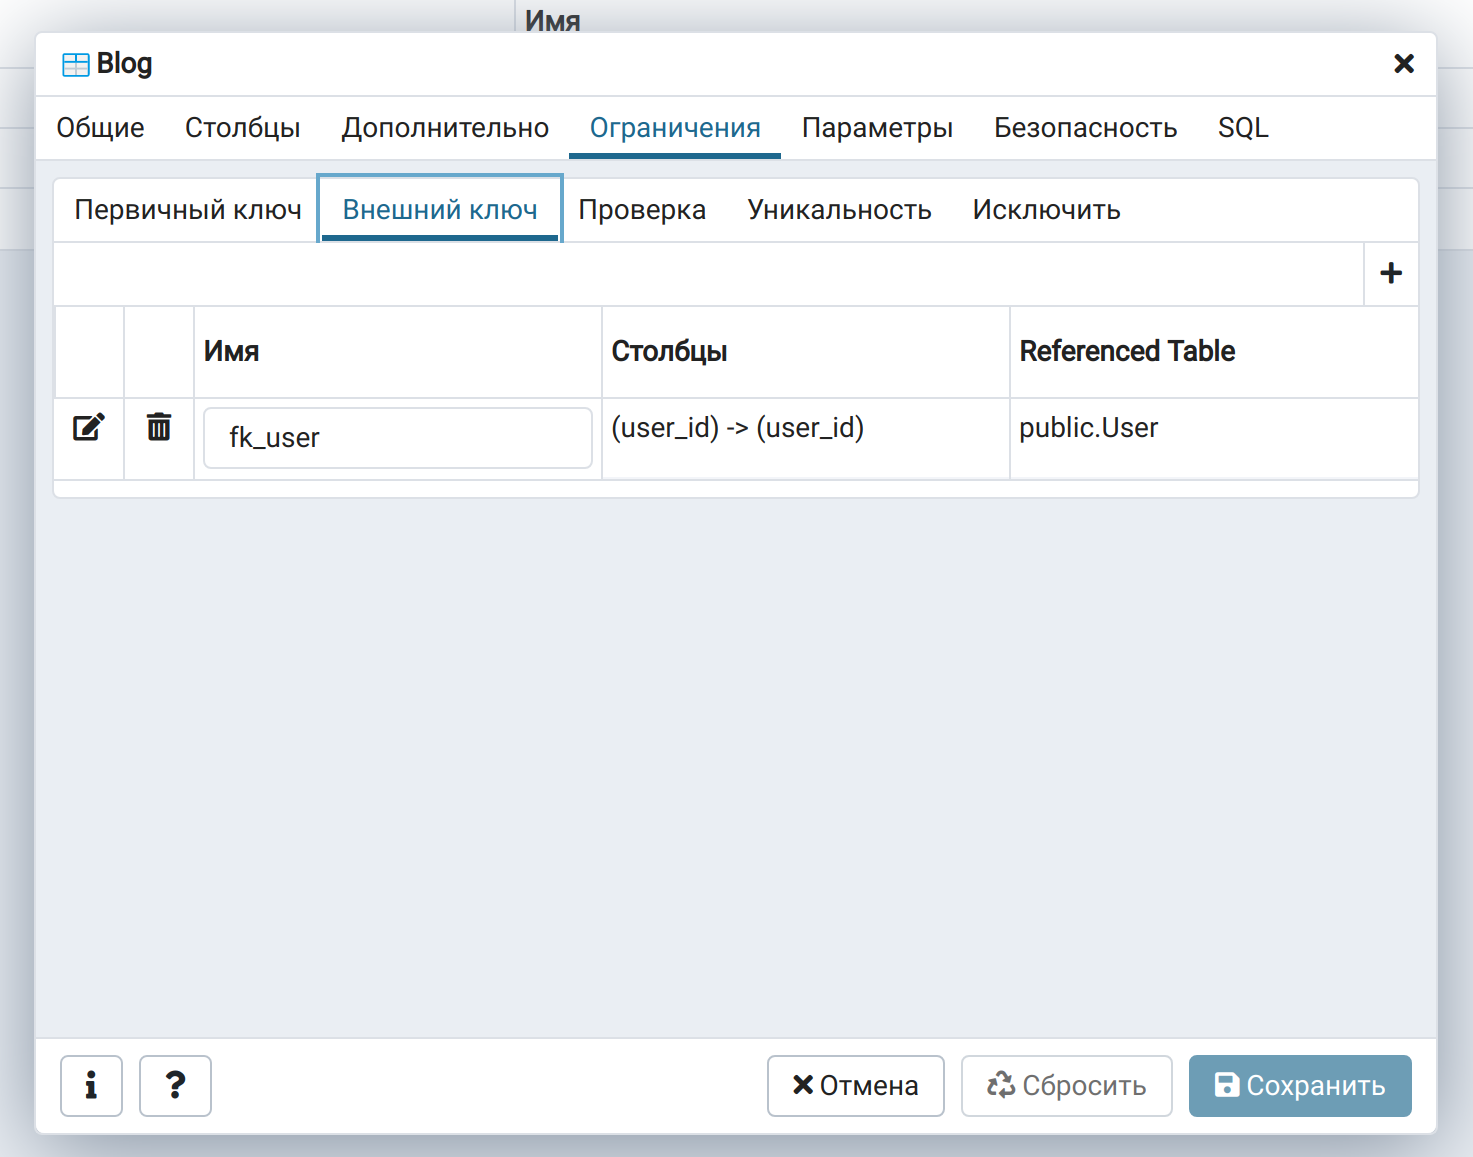 Имя
Blog
Общие Столбцы Дополнительно Ограничения Параметры Безопасность SQL
Первичный ключ Внешний ключ Проверка Уникальность Исключить
Имя Столбцы Referenced Table
fk_user (user_id) -> (user_id) public.User
Отмена Сбросить Сохранить